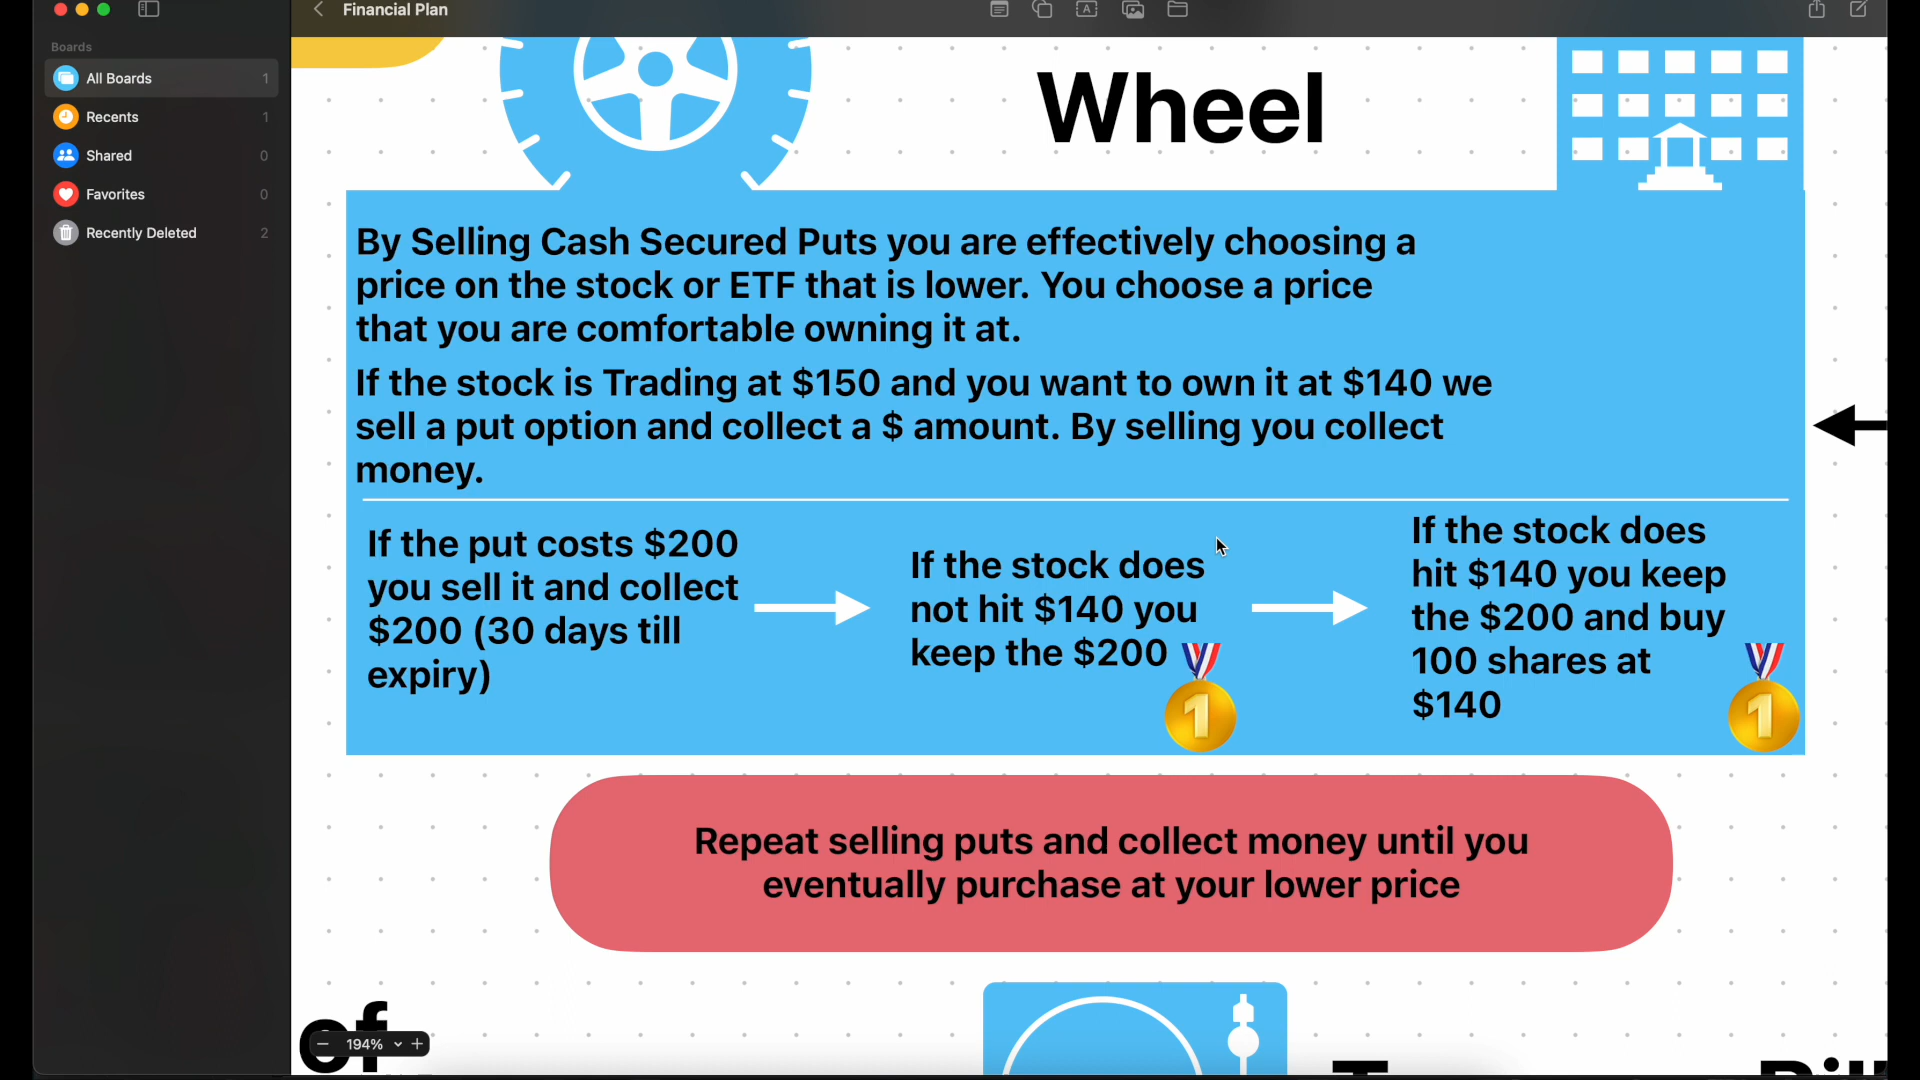 Financial Plan
Boards
All Boards 1
Recents 1
Shared 0
Favorites 0
Recently Deleted 2
Wheel
By Selling Cash Secured Puts you are effectively choosing a
price on the stock or ETF that is lower. You choose a price
that you are comfortable owning it at.
If the stock is Trading at $150 and you want to own it at $140 we
sell a put option and collect a $ amount. By selling you collect
money.
If the put costs $200
you sell it and collect
$200 (30 days till
expiry)
If the stock does
not hit $140 you
keep the $200
1
If the stock does
hit $140 you keep
the $200 and buy
100 shares at
$140
1
Repeat selling puts and collect money until you
eventually purchase at your lower price
of
194%